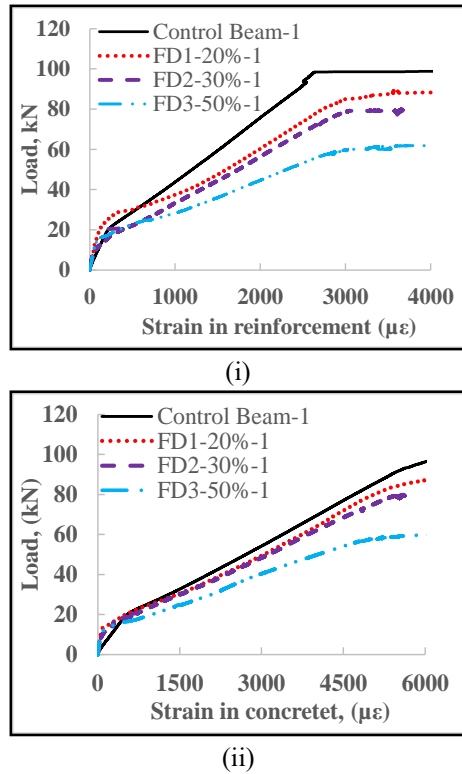 120
100
80
60
40
20
0
Load, kN
Control Beam-1
FD1-20%-1
FD2-30%-1
FD3-50%-1
0 1000 2000 3000 4000
Strain in reinforcement (µε)
(i)
120
100
80
60
40
20
0
Load, (kN)
Control Beam-1
FD1-20%-1
FD2-30%-1
FD3-50%-1
0 1500 3000 4500 6000
Strain in concretet, (µε)
(ii)